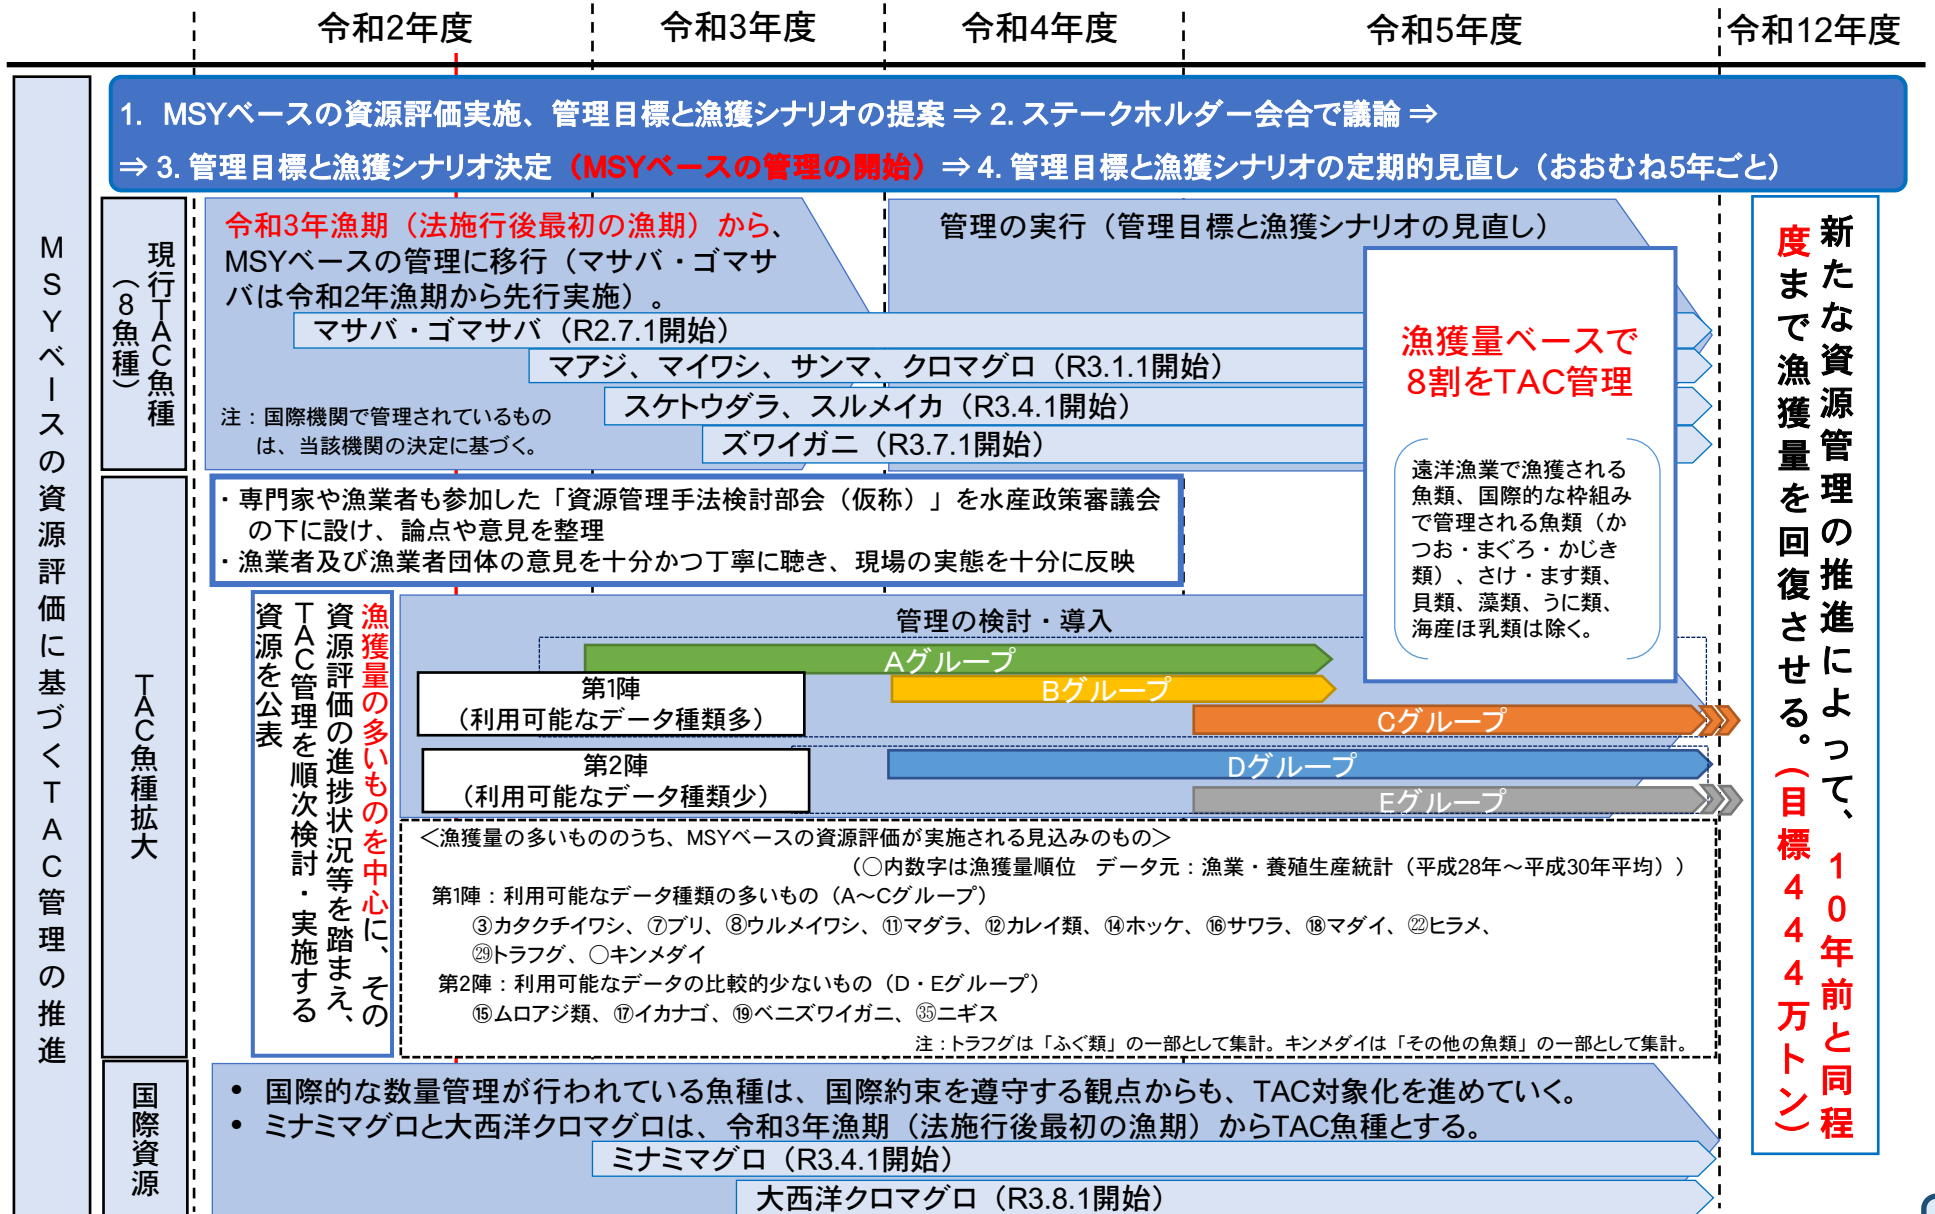 令和2年度
令和3年度
令和4年度
令和5年度
令和12年度
MSYベースの資源評価に基づくTAC管理の推進
1. MSYベースの資源評価実施、管理目標と漁獲シナリオの提案 ⇒ 2. ステークホルダー会合で議論 ⇒
⇒ 3. 管理目標と漁獲シナリオ決定（MSYベースの管理の開始）⇒ 4. 管理目標と漁獲シナリオの定期的見直し（おおむね5年ごと）
現行TAC魚種
（8魚種）
令和3年漁期（法施行後最初の漁期）から、
MSYベースの管理に移行（マサバ・ゴマサ
バは令和2年漁期から先行実施）。
管理の実行（管理目標と漁獲シナリオの見直し）
マサバ・ゴマサバ（R2.7.1開始）
マアジ、マイワシ、サンマ、クロマグロ（R3.1.1開始）
スケトウダラ、スルメイカ（R3.4.1開始）
ズワイガニ（R3.7.1開始）
注：国際機関で管理されているもの
は、当該機関の決定に基づく。
漁獲量ベースで
8割をTAC管理
遠洋漁業で漁獲される
魚類、国際的な枠組み
で管理される魚類（か
つお・まぐろ・かじき
類）、さけ・ます類、
貝類、藻類、うに類、
海産ほ乳類は除く。
新たな資源管理の推進によって、10年前と同程
度まで漁獲量を回復させる。（目標444万トン）
TAC魚種拡大
・専門家や漁業者も参加した「資源管理手法検討部会（仮称）」を水産政策審議会
の下に設け、論点や意見を整理
・漁業者及び漁業者団体の意見を十分かつ丁寧に聴き、現場の実態を十分に反映
漁獲量の多いものを中心に、その
資源評価の進捗状況等を踏まえ、
TAC管理を順次検討・実施する
資源を公表
管理の検討・導入
Aグループ
第1陣
（利用可能なデータ種類多）
Bグループ
Cグループ
第2陣
（利用可能なデータ種類少）
Dグループ
Eグループ
＜漁獲量の多いもののうち、MSYベースの資源評価が実施される見込みのもの＞
（○内数字は漁獲量順位　データ元：漁業・養殖生産統計（平成28年～平成30年平均））
第1陣：利用可能なデータ種類の多いもの（A～Cグループ）
③カタクチイワシ、⑦ブリ、⑧ウルメイワシ、⑪マダラ、⑫カレイ類、⑭ホッケ、⑯サワラ、⑱マダイ、㉒ヒラメ、
㉙トラフグ、○キンメダイ
第2陣：利用可能なデータの比較的少ないもの（D・Eグループ）
⑮ムロアジ類、⑰イカナゴ、⑲ベニズワイガニ、㉟ニギス
注：トラフグは「ふぐ類」の一部として集計。キンメダイは「その他の魚類」の一部として集計。
国際資源
• 国際的な数量管理が行われている魚種は、国際約束を遵守する観点からも、TAC対象化を進めていく。
• ミナミマグロと大西洋クロマグロは、令和3年漁期（法施行後最初の漁期）からTAC魚種とする。
ミナミマグロ（R3.4.1開始）
大西洋クロマグロ（R3.8.1開始）